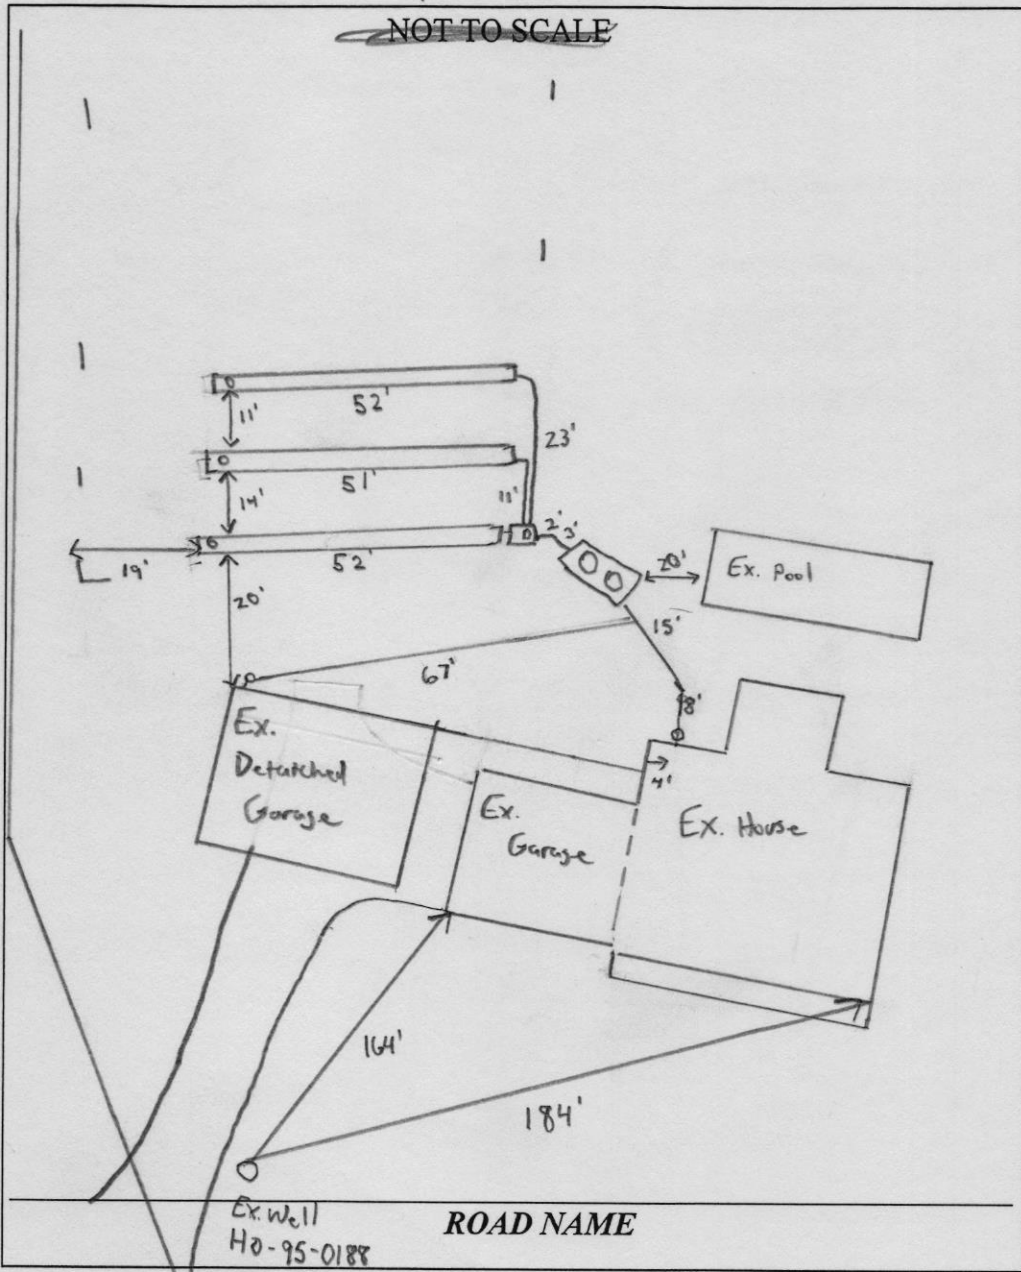 NOT TO SCALE
52'
11'
23'
51'
14'
11'
2'
3'
52'
19'
20'
Ex. Pool
20'
15'
67'
8'
Ex.
Detatched
Garage
4'
Ex.
Garage
Ex. House
164'
184'
Ex. Well
HO-95-0188
ROAD NAME